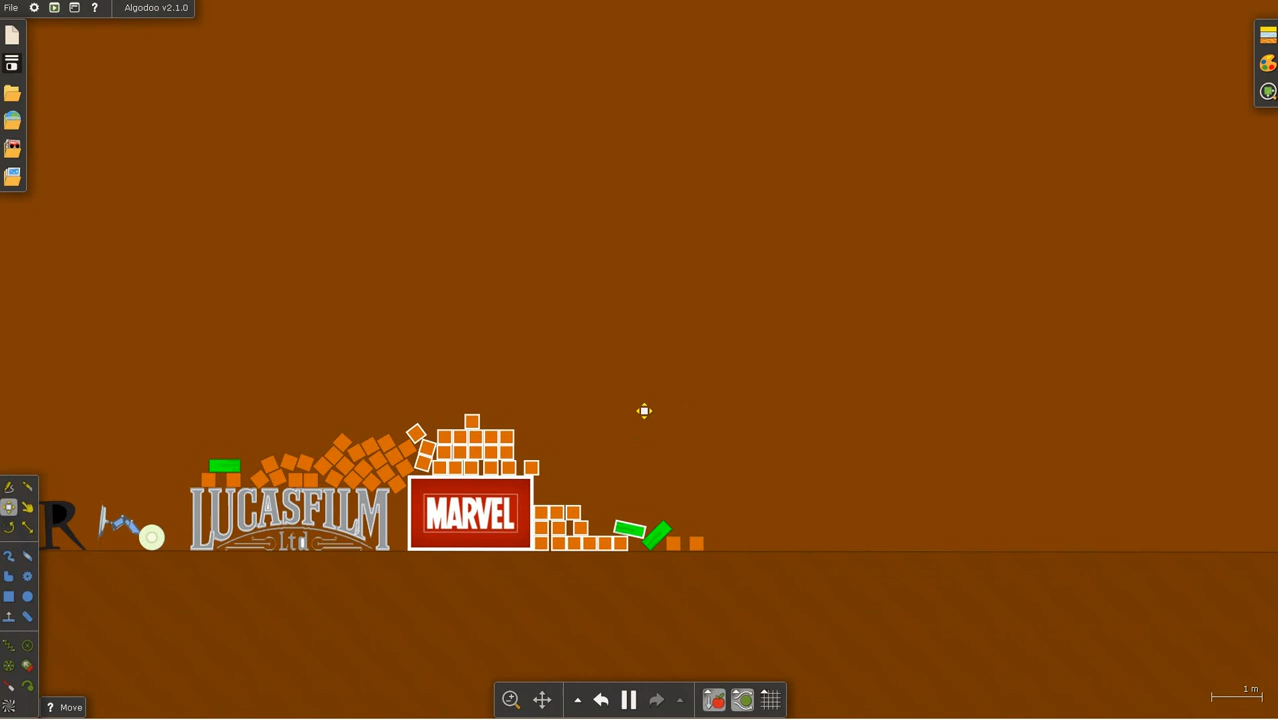 File ? Algodoo v2.1.0
R
LUCASFILM
Ltd
MARVEL
1 m
? Move